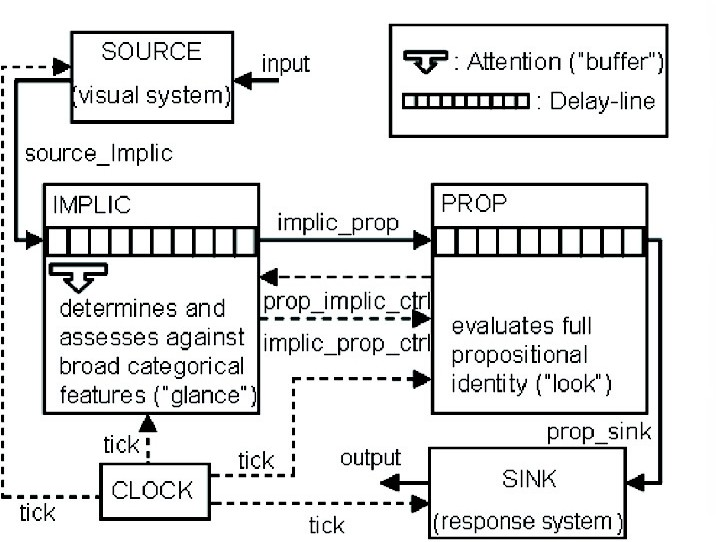 SOURCE
(visual system)
input
: Attention ("buffer")
: Delay-line
source_Implic
IMPLIC
implic_prop
PROP
prop_implic_ctrl
implic_prop_ctrl
determines and
assesses against
broad categorical
features ("glance")
evaluates full
propositional
identity ("look")
tick
tick
CLOCK
tick
tick
output
prop_sink
SINK
(response system)